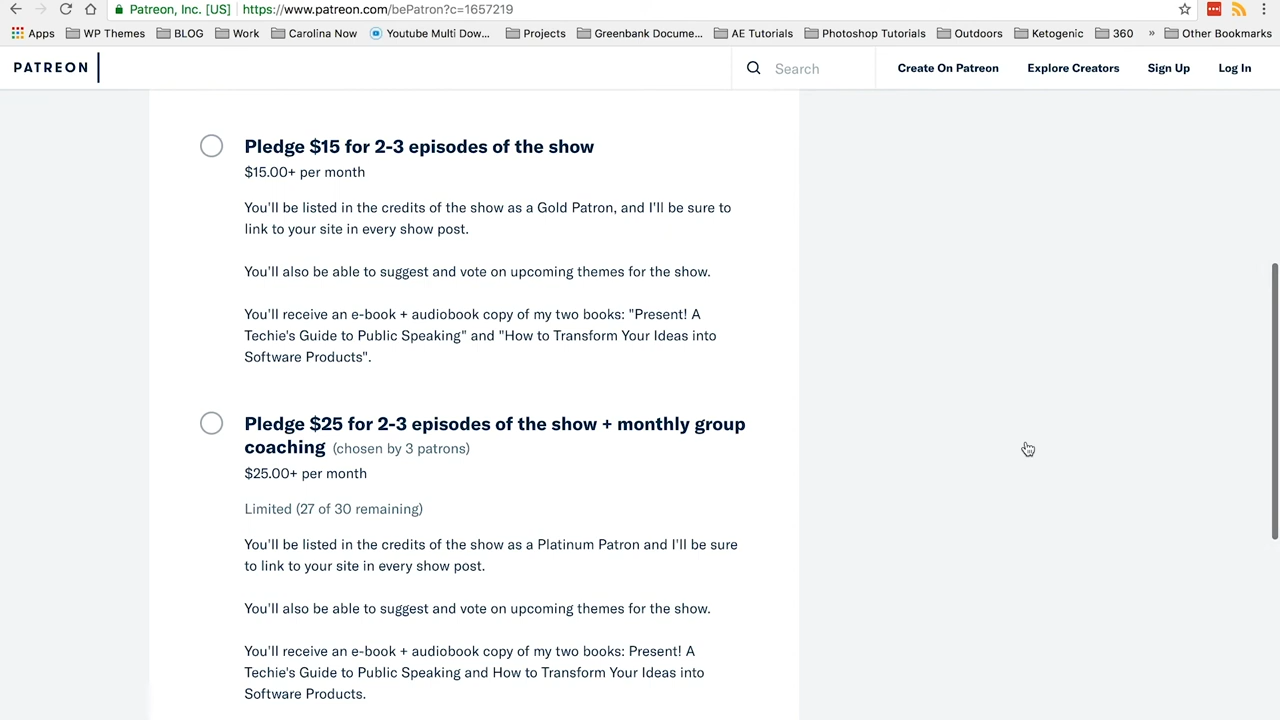 Patreon, Inc. [US] https://www.patreon.com/bePatron?c=1657219
Apps WP Themes BLOG Work Carolina Now Youtube Multi Dow... Projects Greenbank Docume... AE Tutorials Photoshop Tutorials Outdoors Ketogenic 360 » Other Bookmarks
PATREON Search Create On Patreon Explore Creators Sign Up Log In
Pledge $15 for 2-3 episodes of the show
$15.00+ per month
You'll be listed in the credits of the show as a Gold Patron, and I'll be sure to
link to your site in every show post.
You'll also be able to suggest and vote on upcoming themes for the show.
You'll receive an e-book + audiobook copy of my two books: "Present! A
Techie's Guide to Public Speaking" and "How to Transform Your Ideas into
Software Products".
Pledge $25 for 2-3 episodes of the show + monthly group
coaching (chosen by 3 patrons)
$25.00+ per month
Limited (27 of 30 remaining)
You'll be listed in the credits of the show as a Platinum Patron and I'll be sure
to link to your site in every show post.
You'll also be able to suggest and vote on upcoming themes for the show.
You'll receive an e-book + audiobook copy of my two books: Present! A
Techie's Guide to Public Speaking and How to Transform Your Ideas into
Software Products.